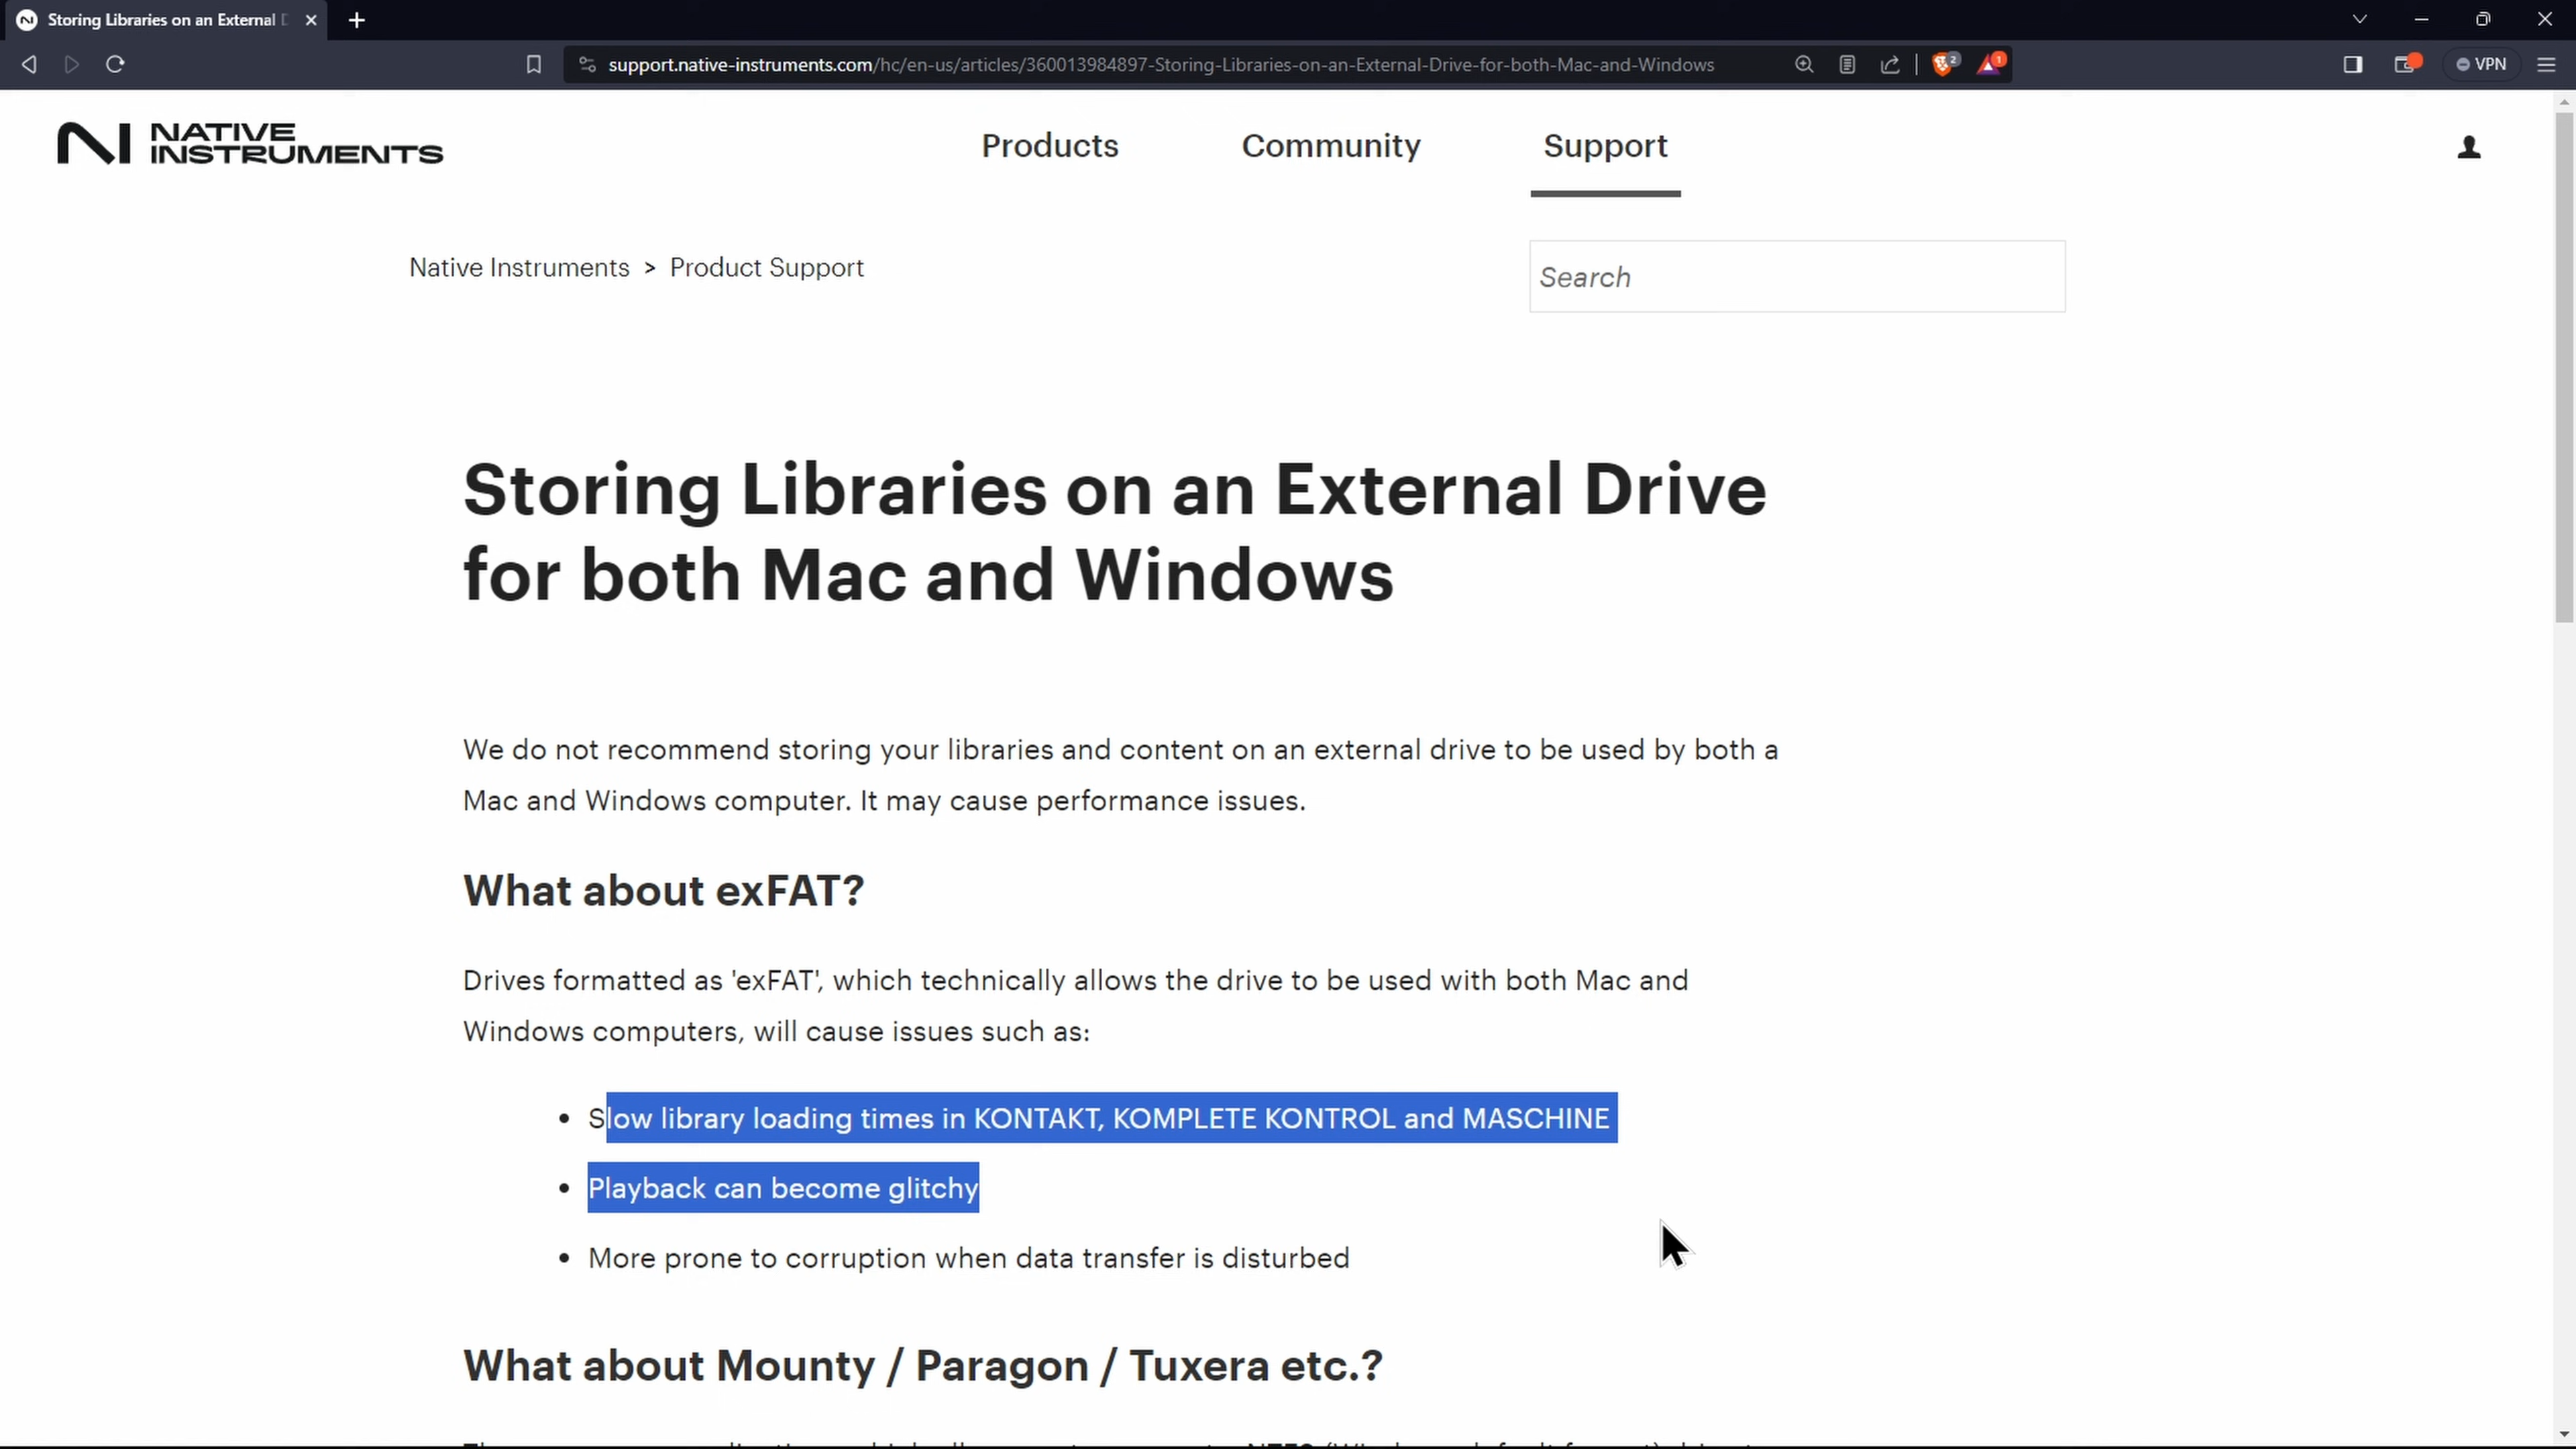 Storing Libraries on an External
support.native-instruments.com/hc/en-us/articles/360013984897-Storing-Libraries-on-an-External-Drive-for-both-Mac-and-Windows
2
1
VPN
NATIVE
INSTRUMENTS
Products
Community
Support
Native Instruments > Product Support
Search
Storing Libraries on an External Drive
for both Mac and Windows
We do not recommend storing your libraries and content on an external drive to be used by both a
Mac and Windows computer. It may cause performance issues.
What about exFAT?
Drives formatted as 'exFAT', which technically allows the drive to be used with both Mac and
Windows computers, will cause issues such as:
• Slow library loading times in KONTAKT, KOMPLETE KONTROL and MASCHINE
• Playback can become glitchy
• More prone to corruption when data transfer is disturbed
What about Mounty / Paragon / Tuxera etc.?